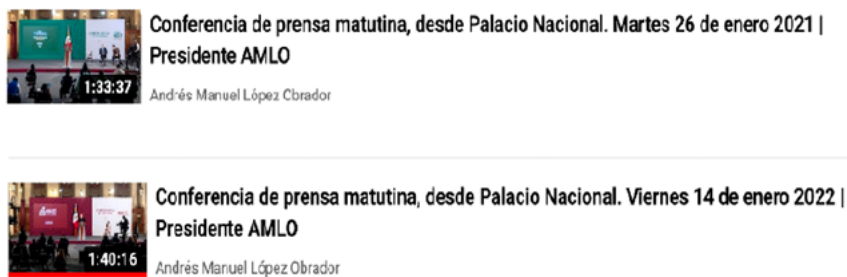 Conferencia de prensa matutina, desde Palacio Nacional. Martes 26 de enero 2021 |
Presidente AMLO
1:33:37
Andrés Manuel López Obrador
Conferencia de prensa matutina, desde Palacio Nacional. Viernes 14 de enero 2022 |
Presidente AMLO
1:40:16
Andrés Manuel López Obrador